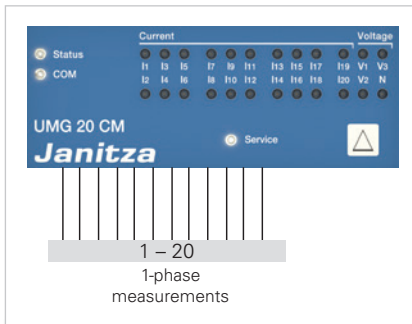 Current Voltage
Status
COM
I1 I3 I5 I7 I9 I11 I13 I15 I17 I19 V1 V3
I2 I4 I6 I8 I10 I12 I14 I16 I18 I20 V2 N
UMG 20 CM
Service
Janitza
1 – 20
1-phase
measurements